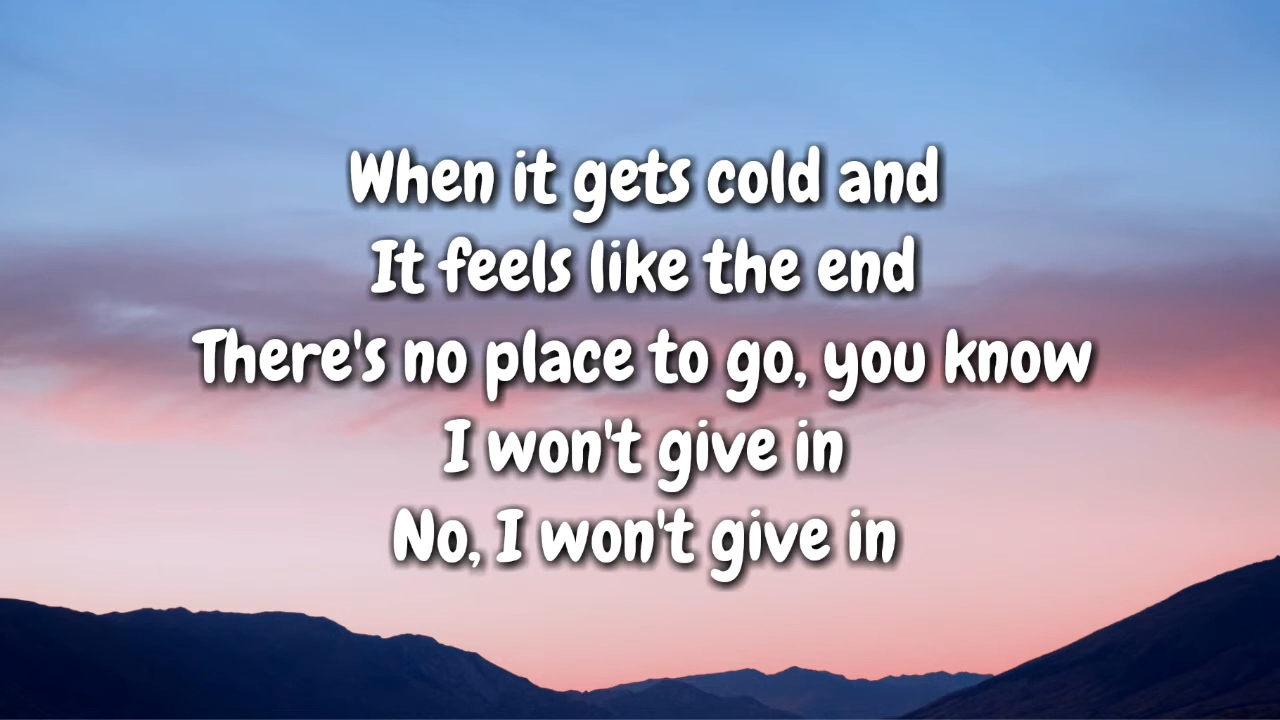 When it gets cold and
It feels like the end
There's no place to go, you know
I won't give in
No, I won't give in